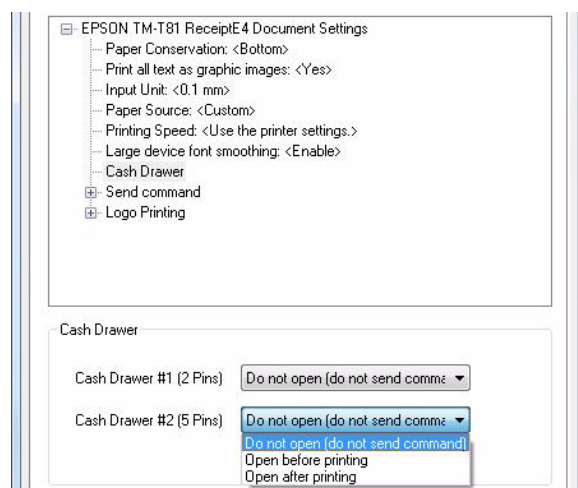 EPSON TM-T81 ReceiptE4 Document Settings
Paper Conservation: <Bottom>
Print all text as graphic images: <Yes>
Input Unit: <0.1 mm>
Paper Source: <Custom>
Printing Speed: <Use the printer settings.>
Large device font smoothing: <Enable>
Cash Drawer
Send command
Logo Printing
Cash Drawer
Cash Drawer #1 (2 Pins) Do not open (do not send comma
Cash Drawer #2 (5 Pins) Do not open (do not send comma
Do not open (do not send command)
Open before printing
Open after printing